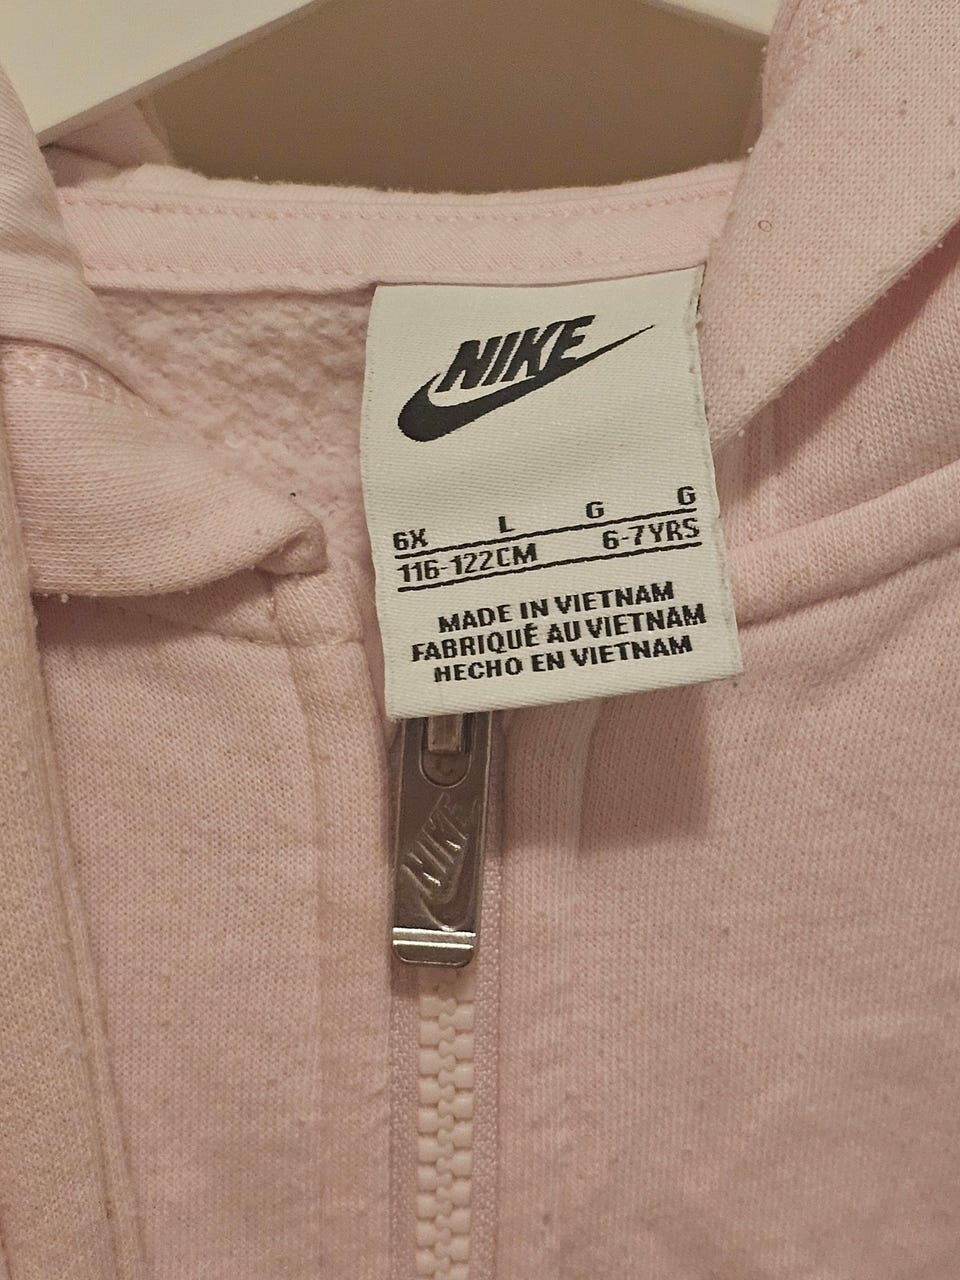 NIKE
6X L G G
116-122CM 6-7YRS
MADE IN VIETNAM
FABRIQUÉ AU VIETNAM
HECHO EN VIETNAM
NIKE